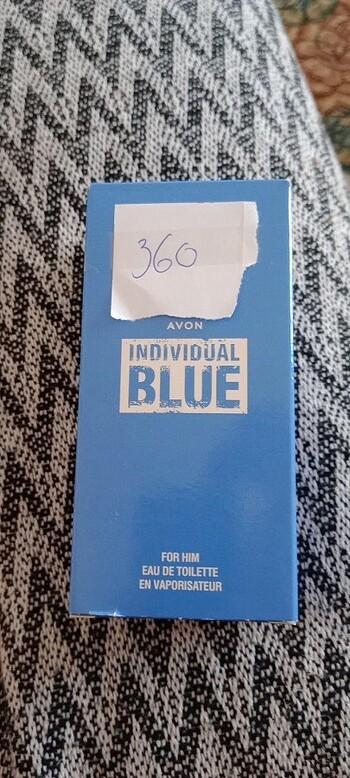 360
AVON
INDIVIDUAL
BLUE
FOR HIM
EAU DE TOILETTE
EN VAPORISATEUR